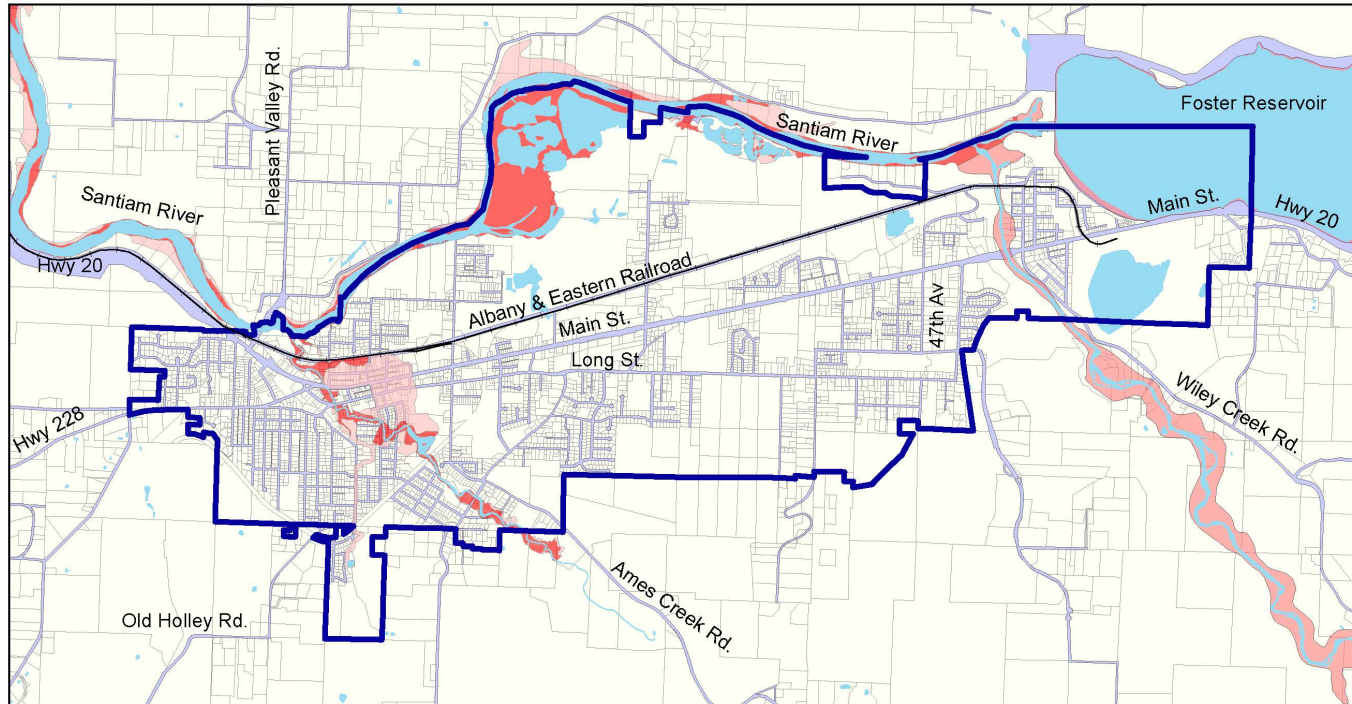 Foster Reservoir
Santiam River
Pleasant Valley Rd.
Santiam River
Main St.
Hwy 20
Hwy 20
Albany & Eastern Railroad
Main St.
47th Av
Long St.
Hwy 228
Wiley Creek Rd.
Ames Creek Rd.
Old Holley Rd.